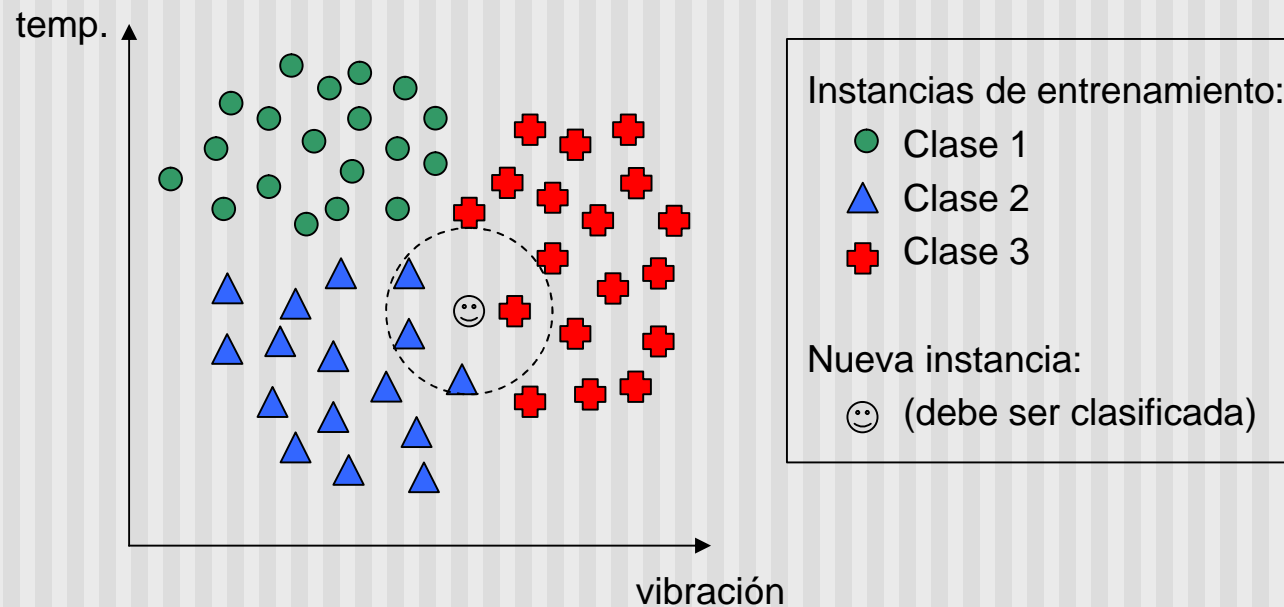 temp.
Instancias de entrenamiento:
Clase 1
Clase 2
Clase 3
Nueva instancia:
(debe ser clasificada)
vibración